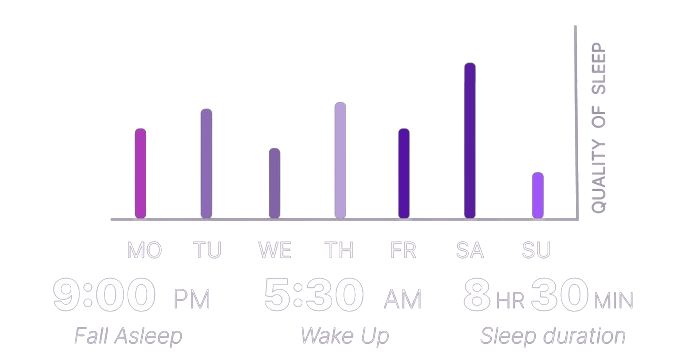 QUALITY OF SLEEP
MO TU WE TH FR SA SU
9:00 PM 5:30 AM 8 HR 30 MIN
Fall Asleep Wake Up Sleep duration